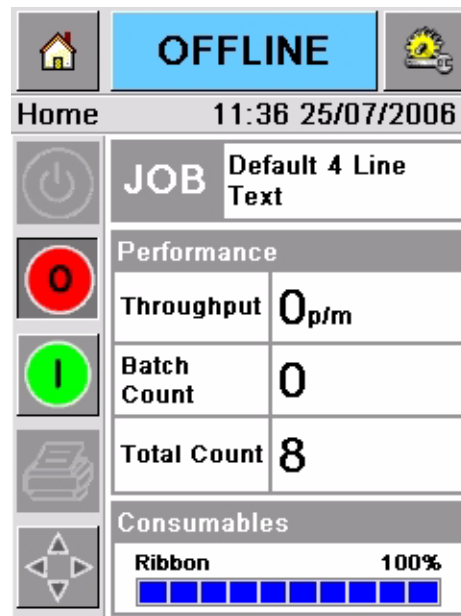 OFFLINE
Home 11:36 25/07/2006
JOB Default 4 Line
Text
Performance
O
Throughput 0p/m
I
Batch
Count 0
Total Count 8
Consumables
Ribbon 100%